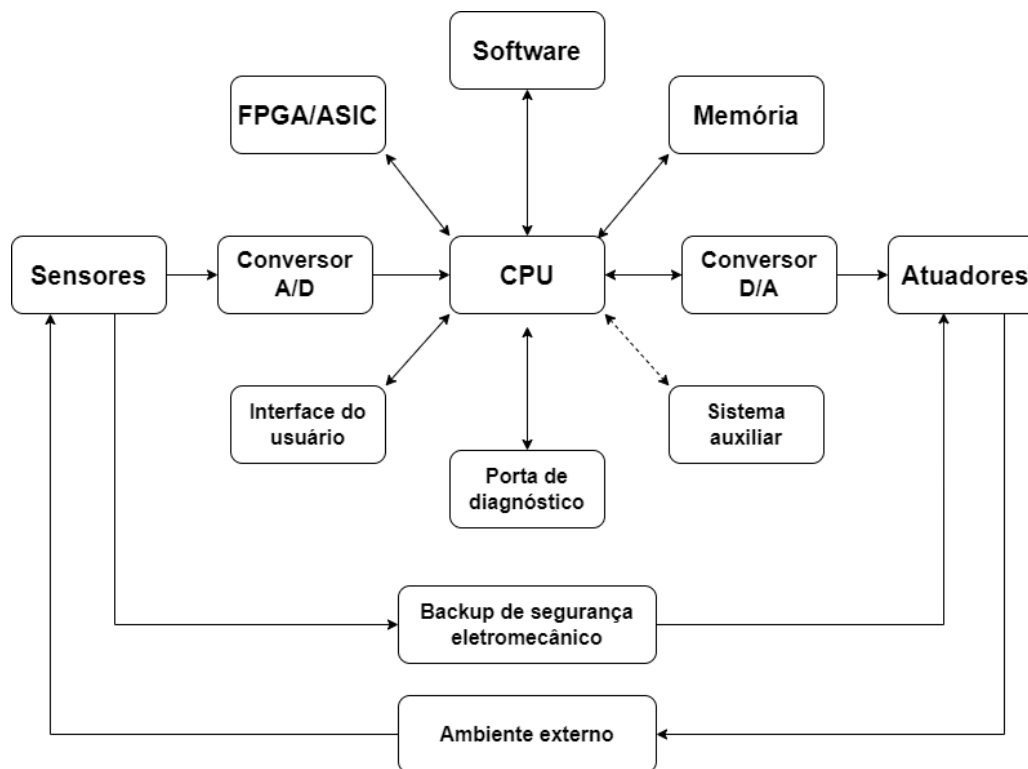 Software
FPGA/ASIC
Memória
Sensores
Conversor
A/D
CPU
Conversor
D/A
Atuadores
Interface do
usuário
Porta de
diagnóstico
Sistema
auxiliar
Backup de segurança
eletromecânico
Ambiente externo